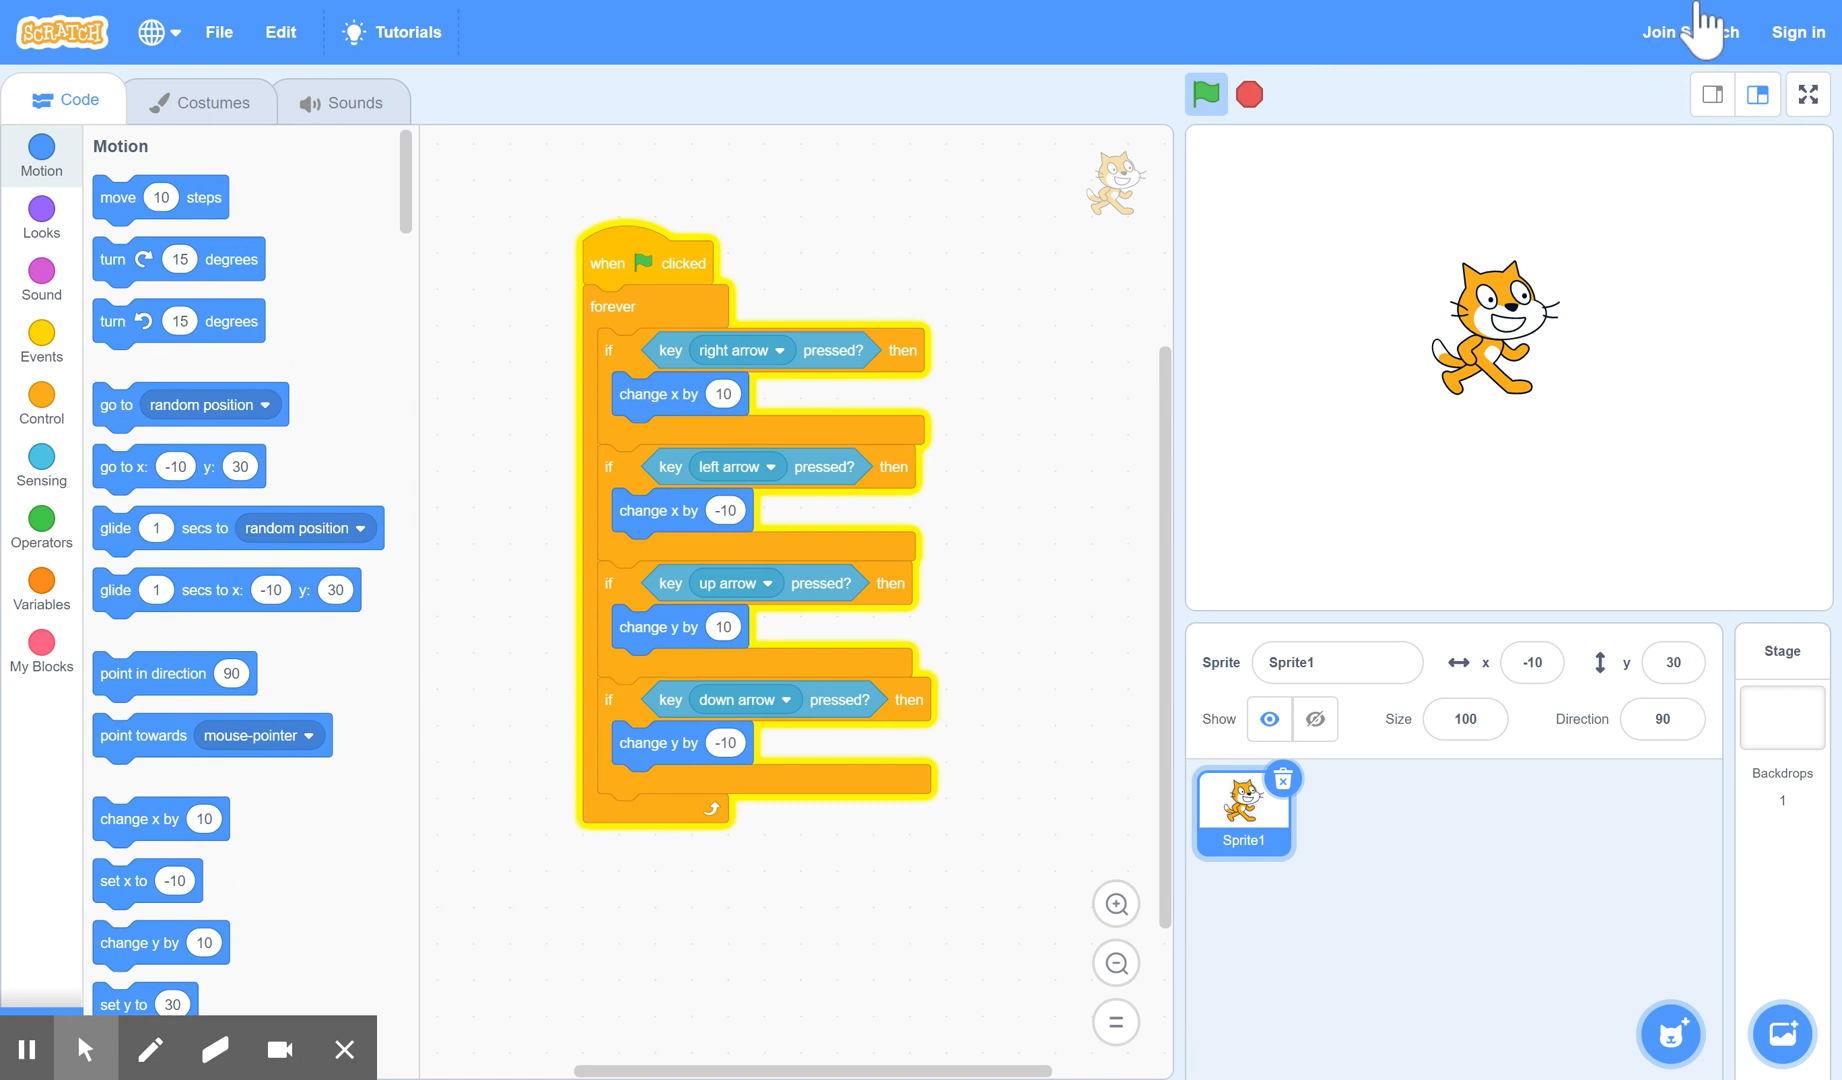 SCRATCH File Edit Tutorials Join Sign in
Code Costumes Sounds
Motion
Looks
Sound
Events
Control
Sensing
Operators
Variables
My Blocks
Motion
move 10 steps
turn 15 degrees
turn 15 degrees
go to random position
go to x: -10 y: 30
glide 1 secs to random position
glide 1 secs to x: -10 y: 30
point in direction 90
point towards mouse-pointer
change x by 10
set x to -10
change y by 10
set y to 30
when clicked
forever
if key right arrow pressed? then
change x by 10
if key left arrow pressed? then
change x by -10
if key up arrow pressed? then
change y by 10
if key down arrow pressed? then
change y by -10
Sprite Sprite1 x -10 y 30
Show Size 100 Direction 90
Sprite1
Stage
Backdrops
1